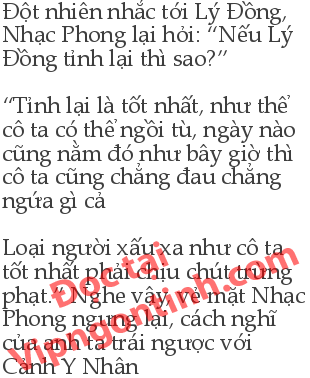 Đột nhiên nhắc tới Lý Đồng,
Nhạc Phong lại hỏi: “Nếu Lý
Đồng tỉnh lại thì sao?”
“Tỉnh lại là tốt nhất, như thể
cô ta có thể ngồi tù, ngày nào
cũng nằm đó như bây giờ thì
cô ta cũng chẳng đau chẳng
ngứa gì cả
Loại người xấu xa như cô ta
tốt nhất phải chịu chút trừng
phạt.” Nghe vậy, vẻ mặt Nhạc
Phong ngưng lại, cách nghĩ
của anh ta trái ngược với
Cảnh Y Nhân
Đọc tại
Vipngontinh.com